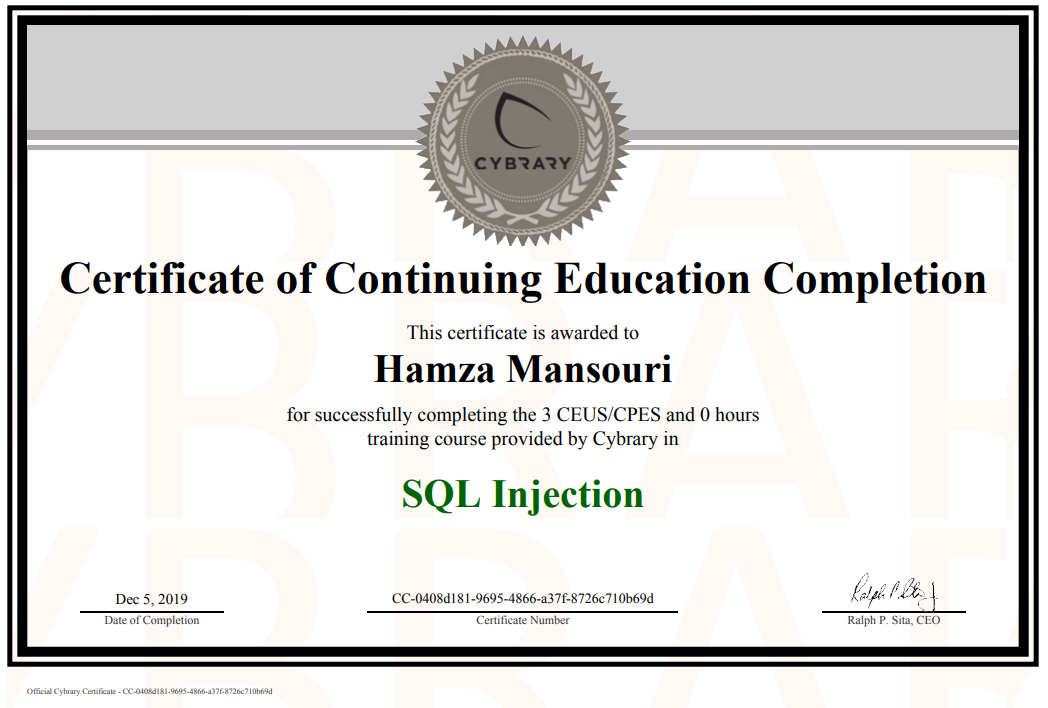 CYBRARY
Certificate of Continuing Education Completion
This certificate is awarded to
Hamza Mansouri
for successfully completing the 3 CEUS/CPES and 0 hours
training course provided by Cybrary in
SQL Injection
Dec 5, 2019
Date of Completion
CC-0408d181-9695-4866-a37f-8726c710b69d
Certificate Number
Ralph P. Sita, CEO
Official Cybrary Certificate - CC-0408d181-9695-4866-a37f-8726c710b69d